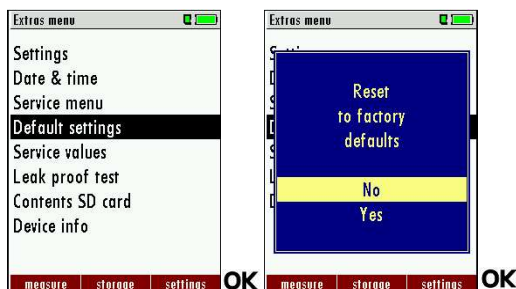 Extras menu
Settings
Date & time
Service menu
Default settings
Service values
Leak proof test
Contents SD card
Device info
measure storage settings
OK
Extras menu
Reset
to factory
defaults
No
Yes
measure storage settings
OK